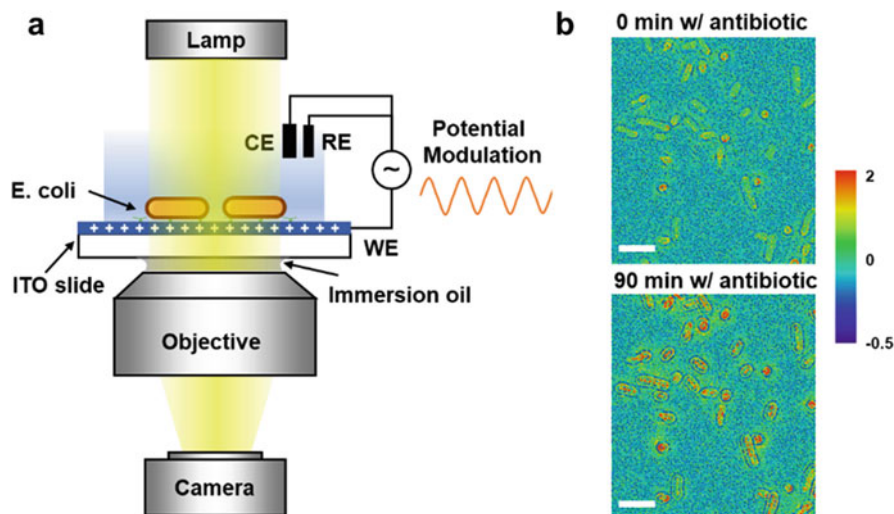 a
Lamp
CE
RE
Potential
Modulation
~
E. coli
+ + + + + + + + + + + + + + +
WE
ITO slide
Immersion oil
Objective
Camera
b
0 min w/ antibiotic
90 min w/ antibiotic
2
0
-0.5